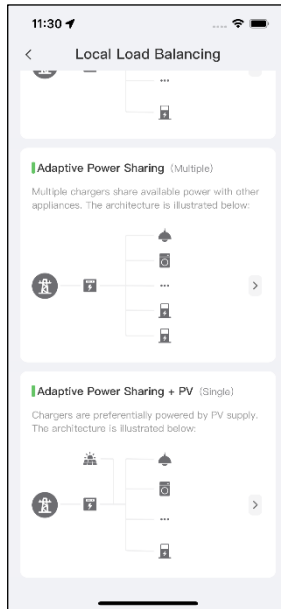 11:30
Local Load Balancing
...
Adaptive Power Sharing (Multiple)
Multiple chargers share available power with other
appliances. The architecture is illustrated below:
...
Adaptive Power Sharing + PV (Single)
Chargers are preferentially powered by PV supply.
The architecture is illustrated below:
...